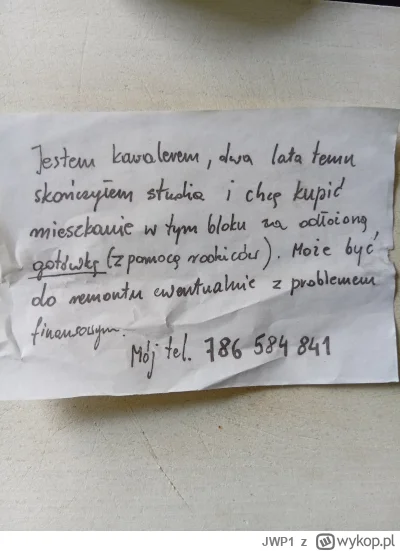 Jestem kawalerem, dwa lata temu
skończyłem studia i chcę kupić
mieszkanie w tym bloku za odłożoną
gotówkę (z pomocą rodziców). Może być
do remontu ewentualnie z problemem
finansowym.
Mój tel. 786 584 841
JWP1 z wykop.pl